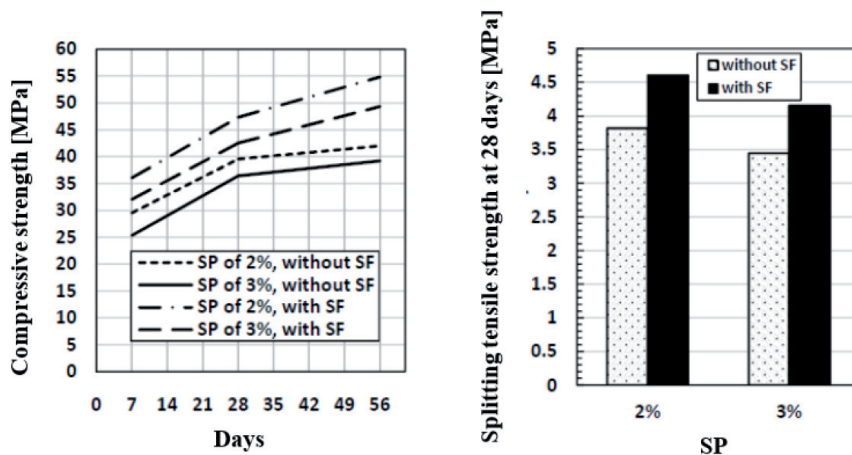 Compressive strength [MPa]
60
55
50
45
40
35
30
25
20
15
10
5
0
SP of 2%, without SF
SP of 3%, without SF
SP of 2%, with SF
SP of 3%, with SF
0 7 14 21 28 35 42 49 56
Days
Splitting tensile strength at 28 days [MPa]
5
4.5
4
3.5
3
2.5
2
1.5
1
0.5
0
without SF
with SF
2% 3%
SP